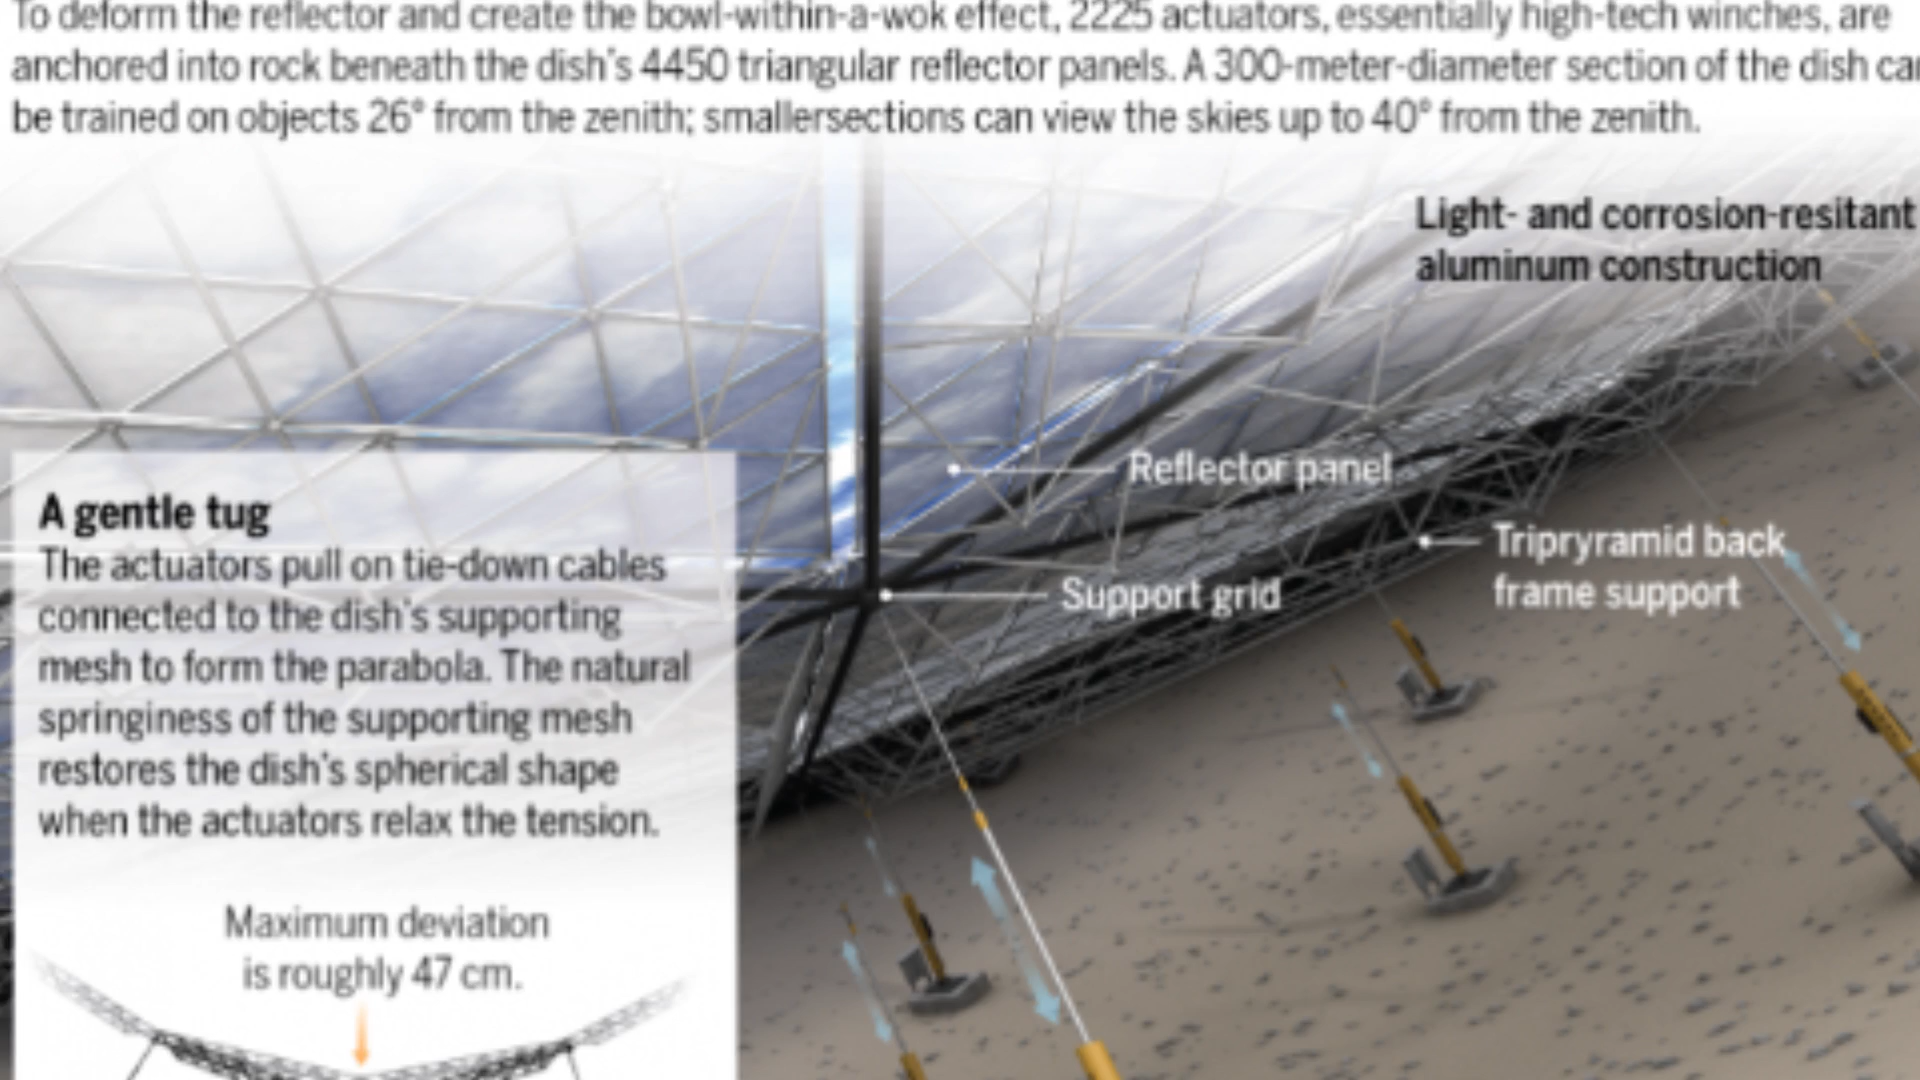 To deform the reflector and create the bowl-within-a-wok effect, 2225 actuators, essentially high-tech winches, are
anchored into rock beneath the dish's 4450 triangular reflector panels. A 300-meter-diameter section of the dish can
be trained on objects 26° from the zenith; smallersections can view the skies up to 40° from the zenith.
Light- and corrosion-resitant
aluminum construction
Reflector panel
Tripryramid back
frame support
Support grid
A gentle tug
The actuators pull on tie-down cables
connected to the dish's supporting
mesh to form the parabola. The natural
springiness of the supporting mesh
restores the dish's spherical shape
when the actuators relax the tension.
Maximum deviation
is roughly 47 cm.